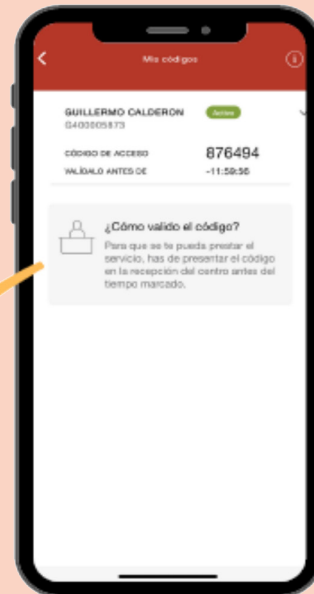 Mis códigos
GUILLERMO CALDERON
Activo
G400005873
CÓDIGO DE ACCESO 876494
VALÍDALO ANTES DE -11:59:56
¿Cómo valido el código?
Para que se te pueda prestar el
servicio, has de presentar el código
en la recepción del centro antes del
tiempo marcado.